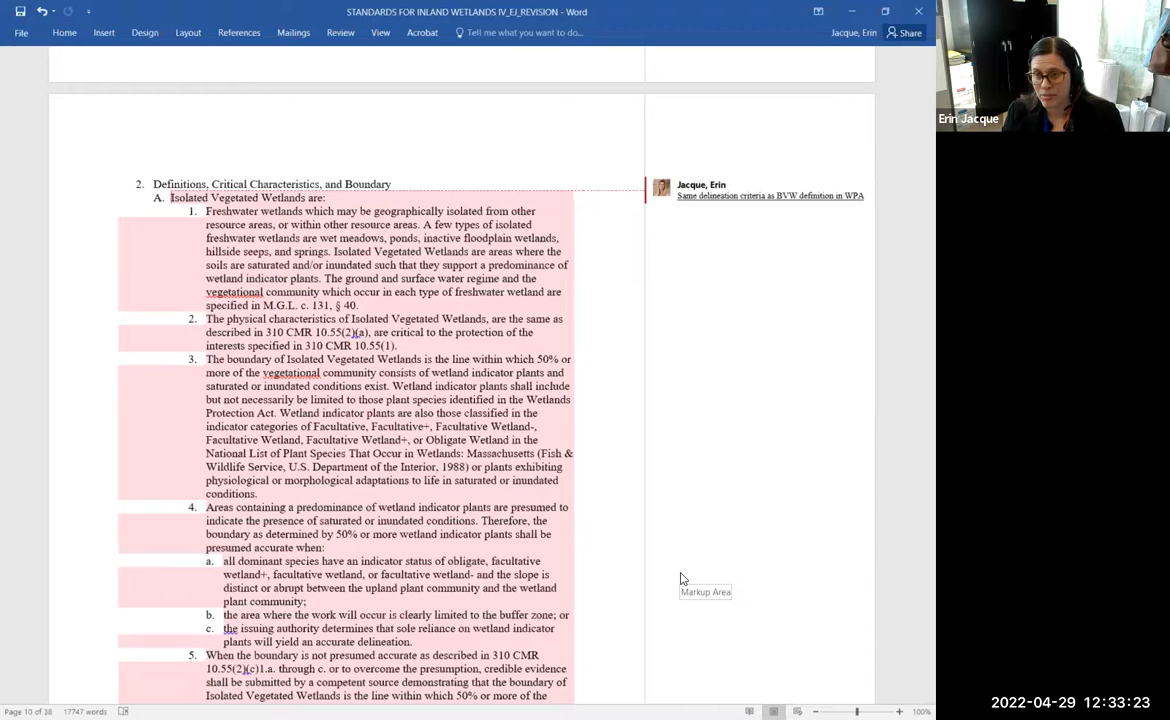 STANDARDS FOR INLAND WETLANDS IV_EJ_REVISION - Word
File Home Insert Design Layout References Mailings Review View Acrobat Tell me what you want to do... Jacque, Erin Share
Erin Jacque
2. Definitions, Critical Characteristics, and Boundary
A. Isolated Vegetated Wetlands are:
1. Freshwater wetlands which may be geographically isolated from other
resource areas, or within other resource areas. A few types of isolated
freshwater wetlands are wet meadows, ponds, inactive floodplain wetlands,
hillside seeps, and springs. Isolated Vegetated Wetlands are areas where the
soils are saturated and/or inundated such that they support a predominance of
wetland indicator plants. The ground and surface water regime and the
vegetational community which occur in each type of freshwater wetland are
specified in M.G.L. c. 131, § 40.
2. The physical characteristics of Isolated Vegetated Wetlands, are the same as
described in 310 CMR 10.55(2)(a), are critical to the protection of the
interests specified in 310 CMR 10.55(1).
3. The boundary of Isolated Vegetated Wetlands is the line within which 50% or
more of the vegetational community consists of wetland indicator plants and
saturated or inundated conditions exist. Wetland indicator plants shall include
but not necessarily be limited to those plant species identified in the Wetlands
Protection Act. Wetland indicator plants are also those classified in the
indicator categories of Facultative, Facultative+, Facultative Wetland-,
Facultative Wetland, Facultative Wetland+, or Obligate Wetland in the
National List of Plant Species That Occur in Wetlands: Massachusetts (Fish &
Wildlife Service, U.S. Department of the Interior, 1988) or plants exhibiting
physiological or morphological adaptations to life in saturated or inundated
conditions.
4. Areas containing a predominance of wetland indicator plants are presumed to
indicate the presence of saturated or inundated conditions. Therefore, the
boundary as determined by 50% or more wetland indicator plants shall be
presumed accurate when:
a. all dominant species have an indicator status of obligate, facultative
wetland+, facultative wetland, or facultative wetland- and the slope is
distinct or abrupt between the upland plant community and the wetland
plant community;
b. the area where the work will occur is clearly limited to the buffer zone; or
c. the issuing authority determines that sole reliance on wetland indicator
plants will yield an accurate delineation.
5. When the boundary is not presumed accurate as described in 310 CMR
10.55(2)(c)1.a. through c. or to overcome the presumption, credible evidence
shall be submitted by a competent source demonstrating that the boundary of
Isolated Vegetated Wetlands is the line within which 50% or more of the
Jacque, Erin
Same delineation criteria as BVW definition in WPA
Markup Area
Page 10 of 38 17747 words
100%
2022-04-29 12:33:23